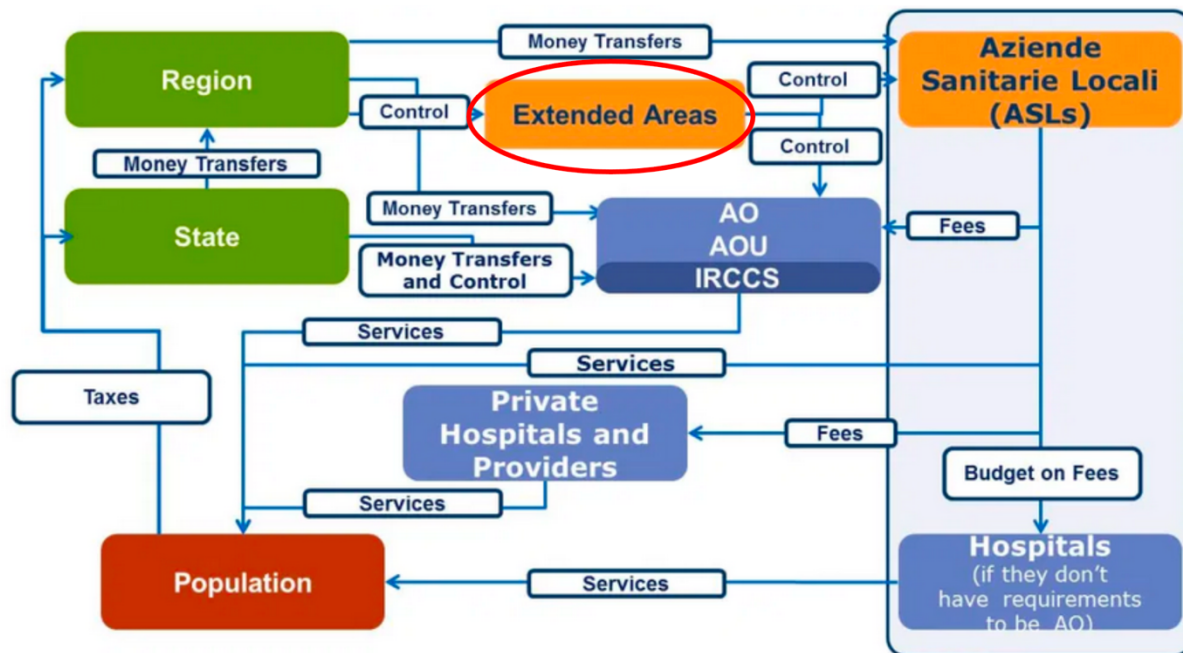 Money Transfers
Aziende
Sanitarie Locali
(ASLs)
Region
Control
Extended Areas
Control
Control
Money Transfers
State
Money Transfers
AO
AOU
IRCCS
Fees
Money Transfers
and Control
Services
Services
Taxes
Private
Hospitals and
Providers
Fees
Budget on Fees
Services
Population
Services
Hospitals
(if they don't
have requirements
to be AO)